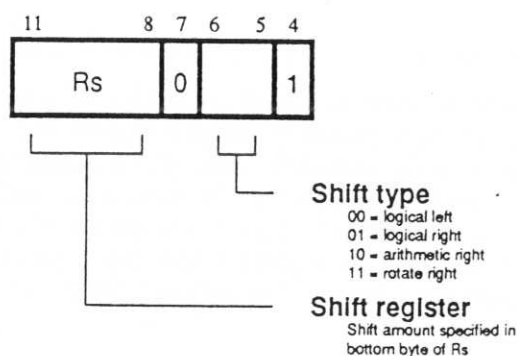 11 8 7 6 5 4
Rs 0 1
Shift type
00 = logical left
01 = logical right
10 = arithmetic right
11 = rotate right
Shift register
Shift amount specified in
bottom byte of Rs